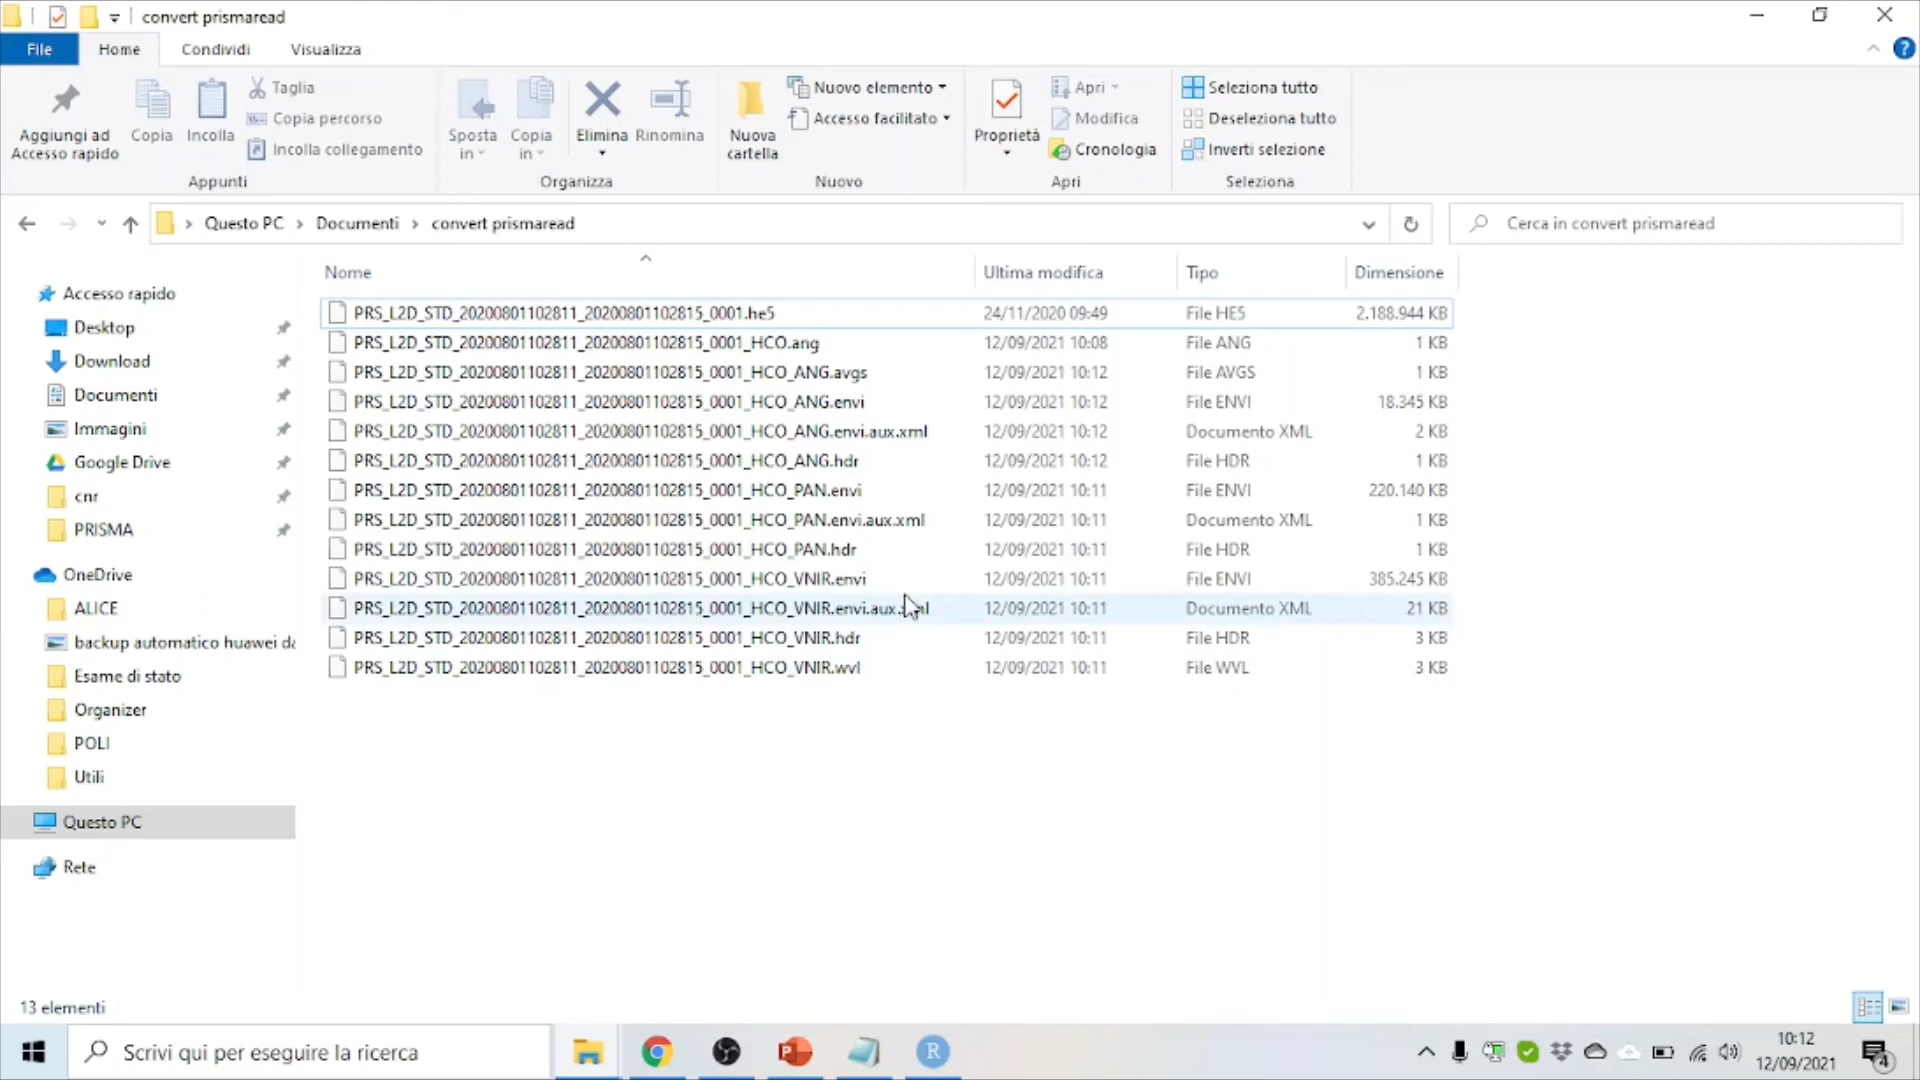 convert prismaread
File Home Condividi Visualizza
Aggiungi ad Accesso rapido
Copia
Incolla
Taglia
Copia percorso
Incolla collegamento
Appunti
Sposta in
Copia in
Elimina
Rinomina
Organizza
Nuova cartella
Nuovo elemento
Accesso facilitato
Nuovo
Proprietà
Apri
Modifica
Cronologia
Apri
Seleziona tutto
Deseleziona tutto
Inverti selezione
Seleziona
Questo PC > Documenti > convert prismaread
Cerca in convert prismaread
Accesso rapido
Desktop
Download
Documenti
Immagini
Google Drive
cnr
PRISMA
OneDrive
ALICE
backup automatico huawei da
Esame di stato
Organizer
POLI
Utili
Questo PC
Rete
Nome Ultima modifica Tipo Dimensione
PRS_L2D_STD_20200801102811_20200801102815_0001.he5 24/11/2020 09:49 File HE5 2.188.944 KB
PRS_L2D_STD_20200801102811_20200801102815_0001_HCO.ang 12/09/2021 10:08 File ANG 1 KB
PRS_L2D_STD_20200801102811_20200801102815_0001_HCO_ANG.avgs 12/09/2021 10:12 File AVGS 1 KB
PRS_L2D_STD_20200801102811_20200801102815_0001_HCO_ANG.envi 12/09/2021 10:12 File ENVI 18.345 KB
PRS_L2D_STD_20200801102811_20200801102815_0001_HCO_ANG.envi.aux.xml 12/09/2021 10:12 Documento XML 2 KB
PRS_L2D_STD_20200801102811_20200801102815_0001_HCO_ANG.hdr 12/09/2021 10:12 File HDR 1 KB
PRS_L2D_STD_20200801102811_20200801102815_0001_HCO_PAN.envi 12/09/2021 10:11 File ENVI 220.140 KB
PRS_L2D_STD_20200801102811_20200801102815_0001_HCO_PAN.envi.aux.xml 12/09/2021 10:11 Documento XML 1 KB
PRS_L2D_STD_20200801102811_20200801102815_0001_HCO_PAN.hdr 12/09/2021 10:11 File HDR 1 KB
PRS_L2D_STD_20200801102811_20200801102815_0001_HCO_VNIR.envi 12/09/2021 10:11 File ENVI 385.245 KB
PRS_L2D_STD_20200801102811_20200801102815_0001_HCO_VNIR.envi.aux.xml 12/09/2021 10:11 Documento XML 21 KB
PRS_L2D_STD_20200801102811_20200801102815_0001_HCO_VNIR.hdr 12/09/2021 10:11 File HDR 3 KB
PRS_L2D_STD_20200801102811_20200801102815_0001_HCO_VNIR.wvl 12/09/2021 10:11 File WVL 3 KB
13 elementi
Scrivi qui per eseguire la ricerca
P
R
10:12
12/09/2021
4